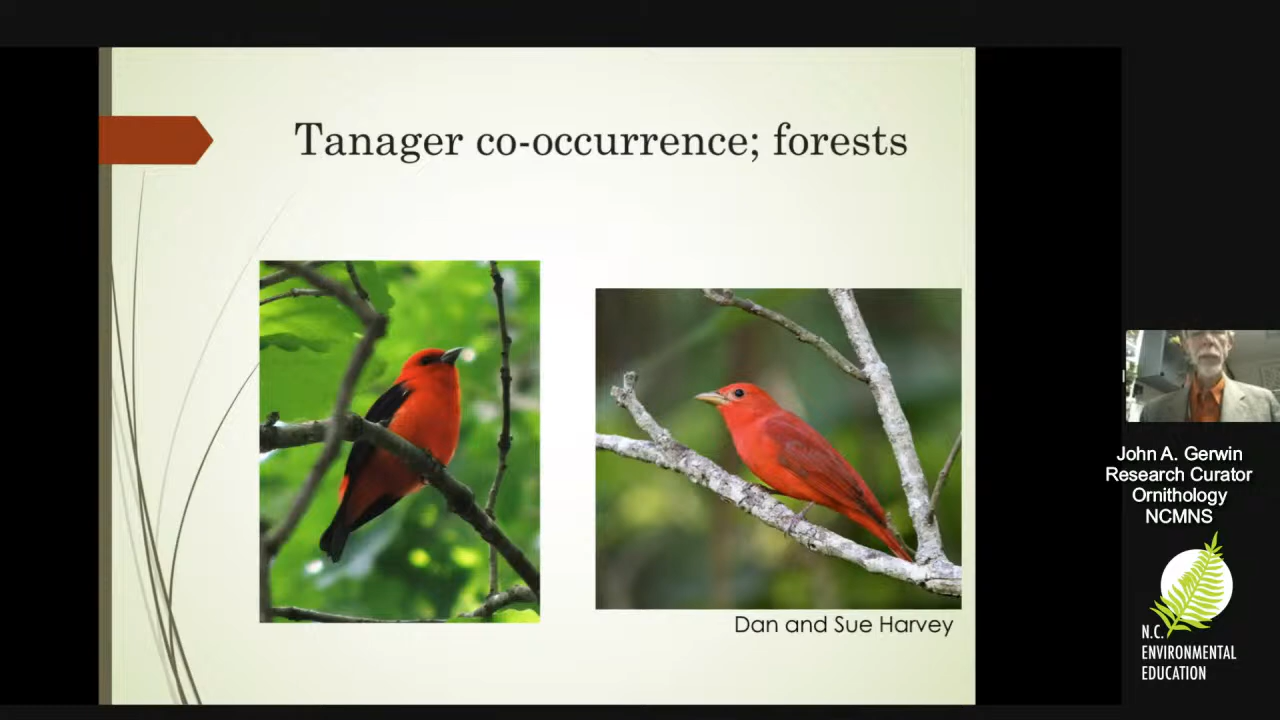 Tanager co-occurrence; forests
Dan and Sue Harvey
John A. Gerwin
Research Curator
Ornithology
NCMNS
N.C.
ENVIRONMENTAL
EDUCATION